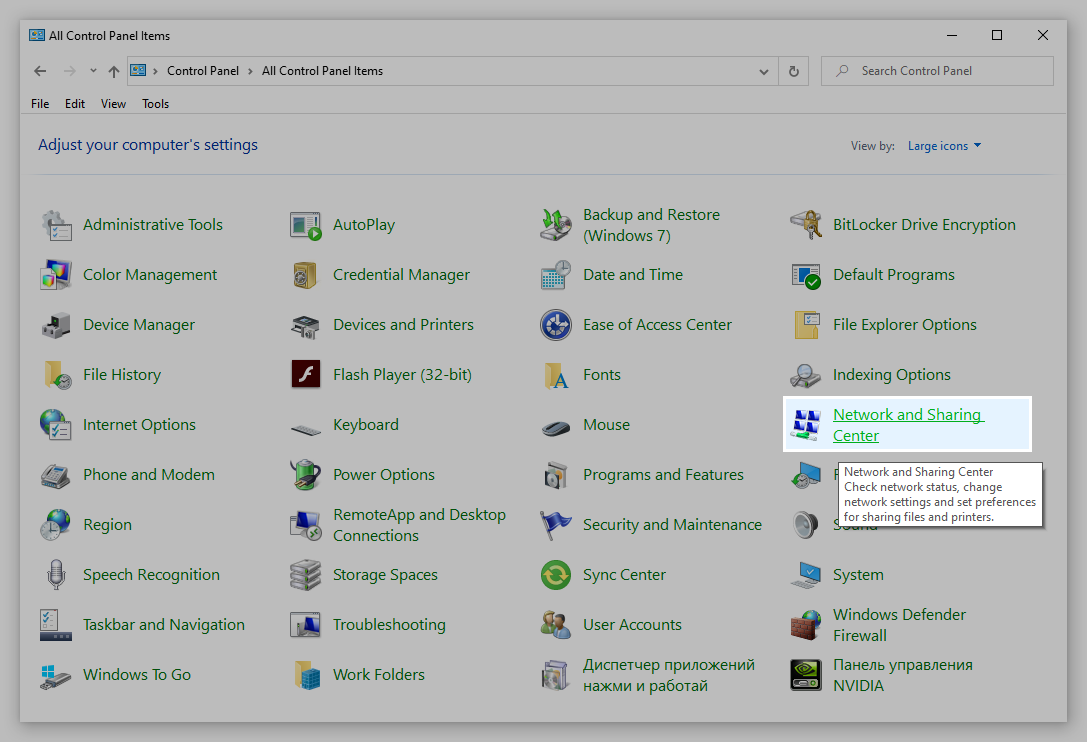 All Control Panel Items
Control Panel › All Control Panel Items
Search Control Panel
File Edit View Tools
Adjust your computer's settings
View by: Large icons
Administrative Tools
AutoPlay
Backup and Restore
(Windows 7)
BitLocker Drive Encryption
Color Management
Credential Manager
Date and Time
Default Programs
Device Manager
Devices and Printers
Ease of Access Center
File Explorer Options
File History
Flash Player (32-bit)
Fonts
Indexing Options
Internet Options
Keyboard
Mouse
Network and Sharing
Center
Phone and Modem
Power Options
Programs and Features
Network and Sharing Center
Check network status, change
network settings and set preferences
for sharing files and printers.
Region
RemoteApp and Desktop
Connections
Security and Maintenance
Sound
Speech Recognition
Storage Spaces
Sync Center
System
Taskbar and Navigation
Troubleshooting
User Accounts
Windows Defender
Firewall
Windows To Go
Work Folders
Диспетчер приложений
нажми и работай
Панель управления
NVIDIA